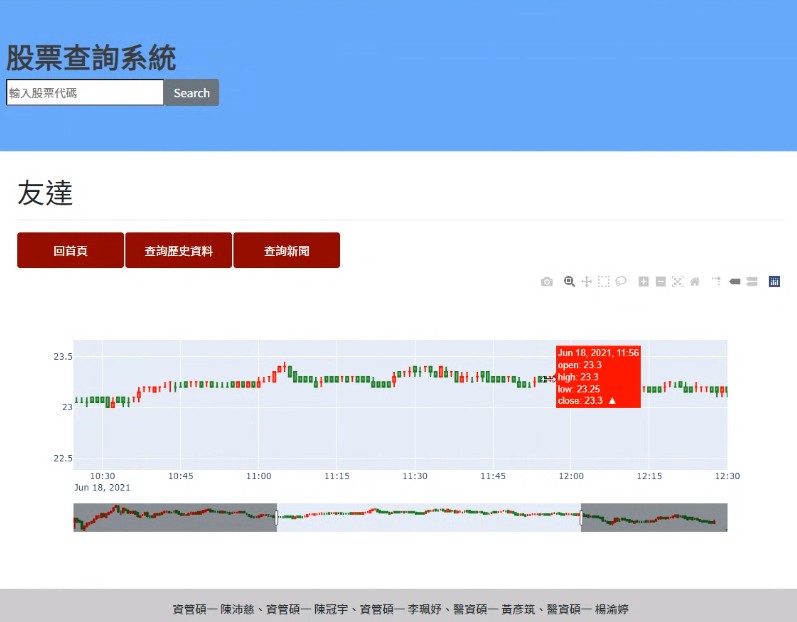 股票查詢系統
輸入股票代碼 Search
友達
回首頁 查詢歷史資料 查詢新聞
23.5
23
22.5
Jun 18, 2021, 11:56
open: 23.3
high: 23.3
low: 23.25
close: 23.3 ▲
10:30 10:45 11:00 11:15 11:30 11:45 12:00 12:15 12:30
Jun 18, 2021
資管碩一 陳沛慈、資管碩一 陳冠宇、資管碩一 李珮妤、醫資碩一 黃彥筑、醫資碩一 楊渝婷